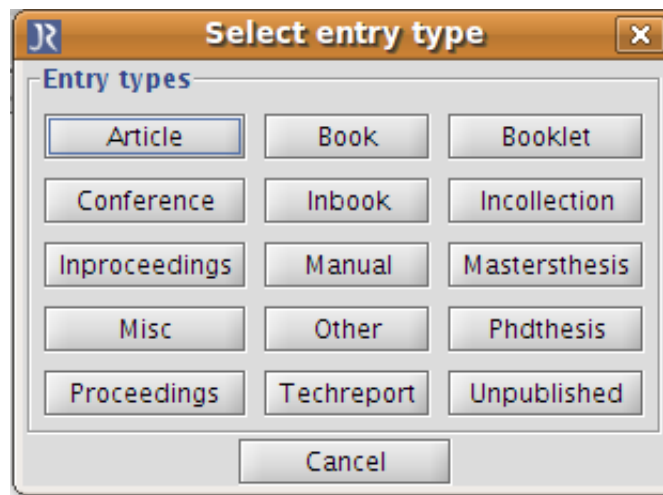 JR Select entry type
Entry types
Article Book Booklet
Conference Inbook Incollection
Inproceedings Manual Mastersthesis
Misc Other Phdthesis
Proceedings Techreport Unpublished
Cancel